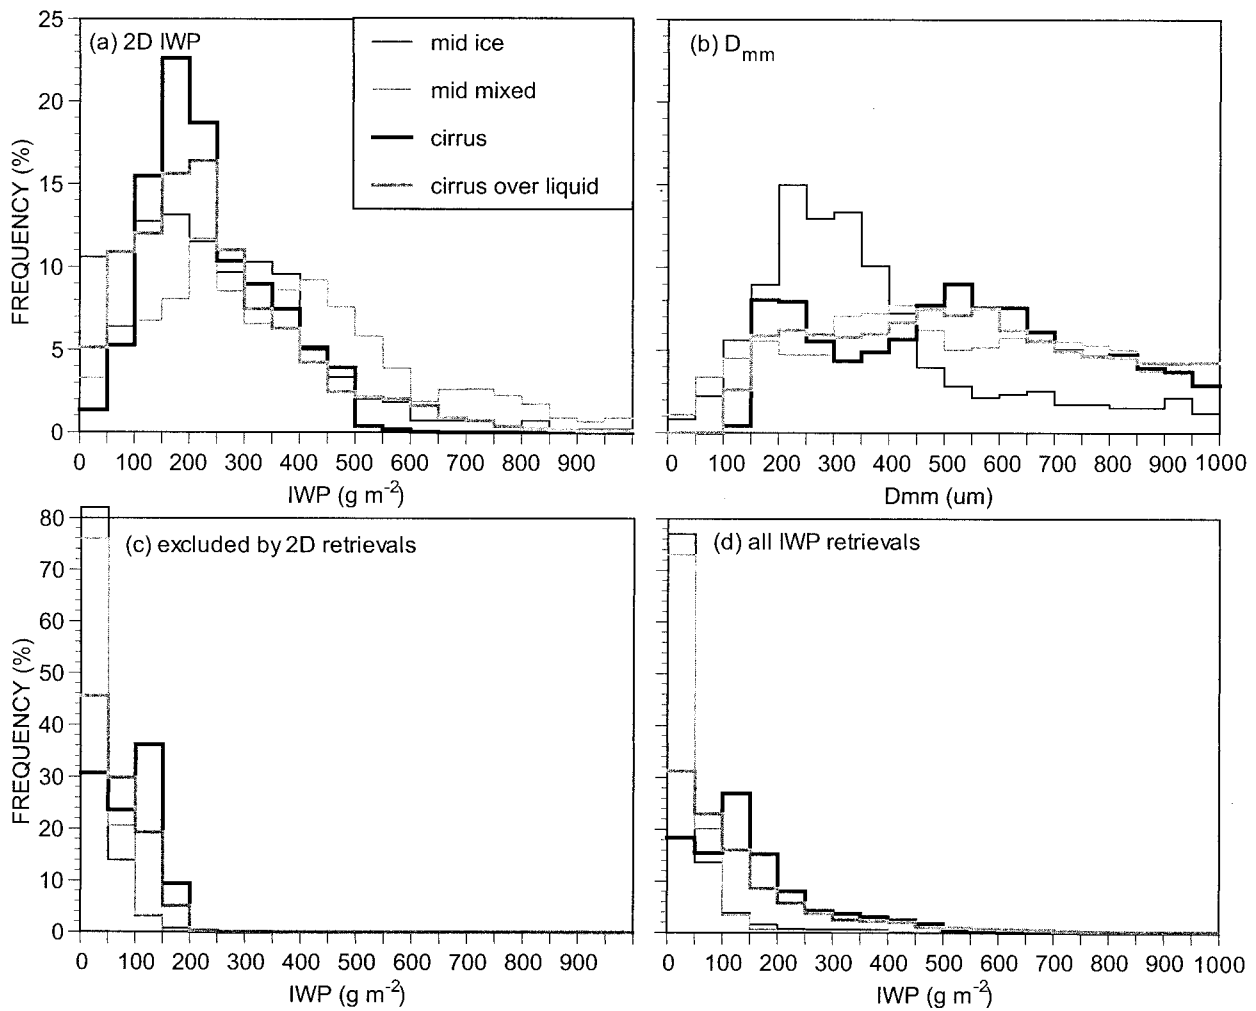 (a) 2D IWP
mid ice
mid mixed
cirrus
cirrus over liquid
25
20
15
10
5
0
FREQUENCY (%)
0 100 200 300 400 500 600 700 800 900
IWP (g m-2)
(b) Dmm
0 100 200 300 400 500 600 700 800 900 1000
Dmm (um)
(c) excluded by 2D retrievals
80
70
60
50
40
30
20
10
0
FREQUENCY (%)
0 100 200 300 400 500 600 700 800 900
IWP (g m-2)
(d) all IWP retrievals
0 100 200 300 400 500 600 700 800 900 1000
IWP (g m-2)